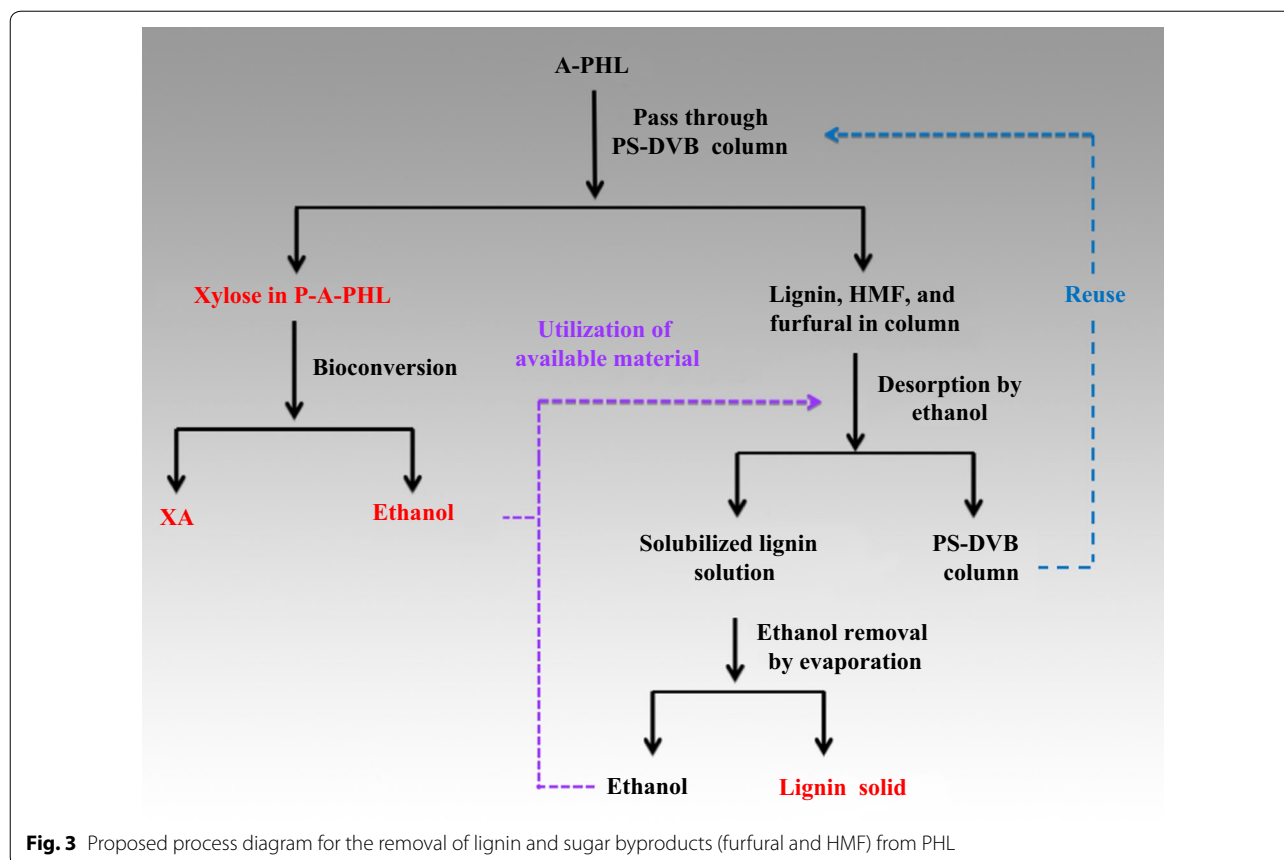 A-PHL
Pass through
PS-DVB column
Xylose in P-A-PHL
Lignin, HMF, and
furfural in column
Reuse
Utilization of
available material
Bioconversion
Desorption by
ethanol
XA
Ethanol
Solubilized lignin
solution
PS-DVB
column
Ethanol removal
by evaporation
Ethanol
Lignin solid
Fig. 3 Proposed process diagram for the removal of lignin and sugar byproducts (furfural and HMF) from PHL